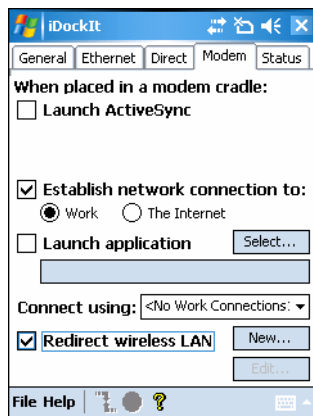 iDockIt
General Ethernet Direct Modem Status
When placed in a modem cradle:
Launch ActiveSync
Establish network connection to:
Work The Internet
Launch application Select...
Connect using: <No Work Connections:
Redirect wireless LAN New...
Edit...
File Help